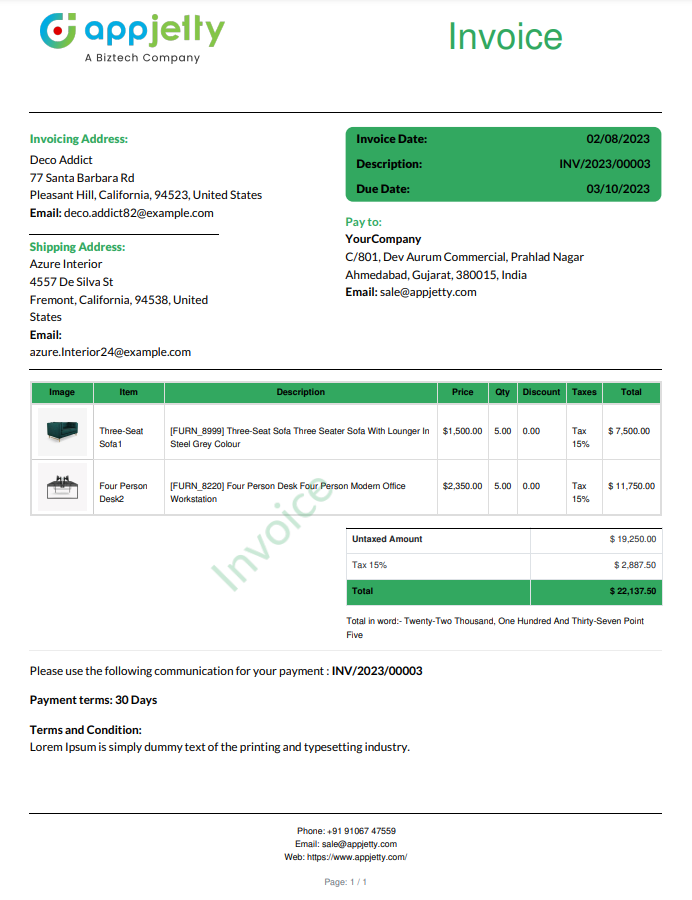 appjetty
A Biztech Company
Invoice
Invoicing Address:
Deco Addict
77 Santa Barbara Rd
Pleasant Hill, California, 94523, United States
Email: deco.addict82@example.com
Shipping Address:
Azure Interior
4557 De Silva St
Fremont, California, 94538, United
States
Email:
azure.Interior24@example.com
Invoice Date: 02/08/2023
Description: INV/2023/00003
Due Date: 03/10/2023
Pay to:
YourCompany
C/801, Dev Aurum Commercial, Prahlad Nagar
Ahmedabad, Gujarat, 380015, India
Email: sale@appjetty.com
Image Item Description Price Qty Discount Taxes Total
Three-Seat [FURN_8999] Three-Seat Sofa Three Seater Sofa With Lounger In $1,500.00 5.00 0.00 Tax $ 7,500.00
Sofa1 Steel Grey Colour 15%
Four Person [FURN_8220] Four Person Desk Four Person Modern Office $2,350.00 5.00 0.00 Tax $ 11,750.00
Desk2 Workstation 15%
Invoice
Untaxed Amount $ 19,250.00
Tax 15% $ 2,887.50
Total $ 22,137.50
Total in word:- Twenty-Two Thousand, One Hundred And Thirty-Seven Point
Five
Please use the following communication for your payment : INV/2023/00003
Payment terms: 30 Days
Terms and Condition:
Lorem Ipsum is simply dummy text of the printing and typesetting industry.
Phone: +91 91067 47559
Email: sale@appjetty.com
Web: https://www.appjetty.com/
Page: 1 / 1